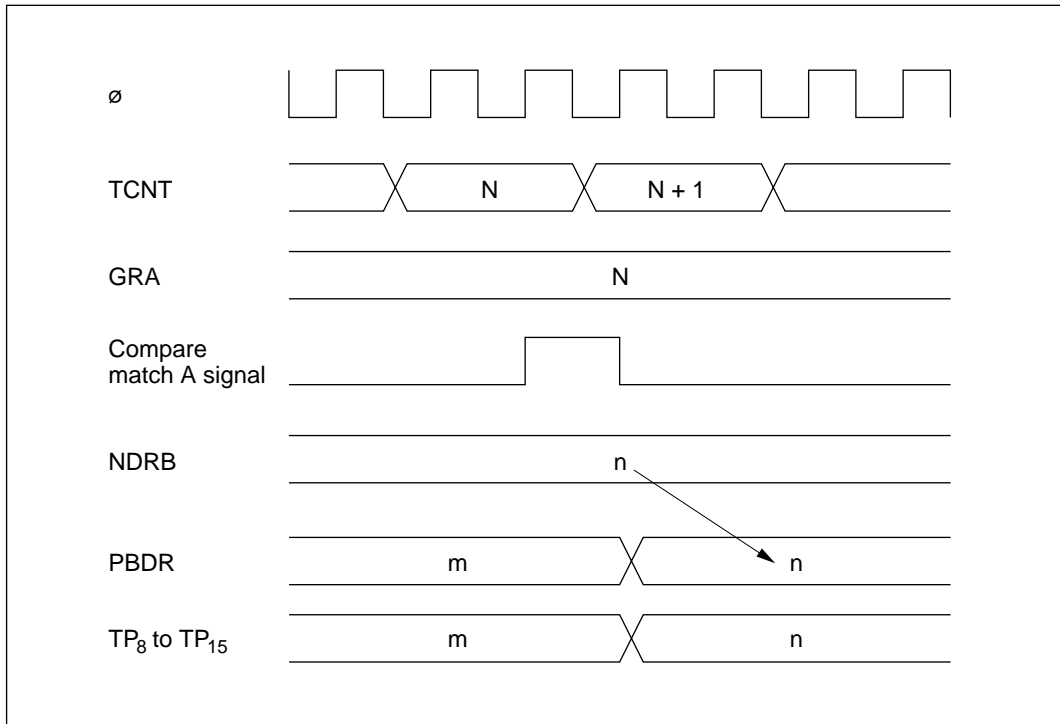 ø
TCNT
N
N + 1
GRA
N
Compare
match A signal
NDRB
n
PBDR
m
n
TP8 to TP15
m
n